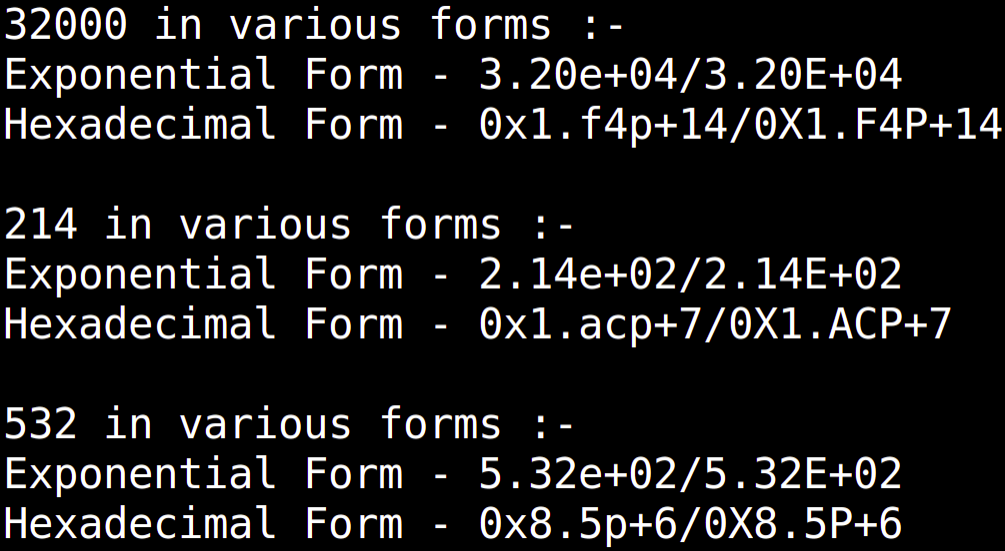 32000 in various forms :-
Exponential Form - 3.20e+04/3.20E+04
Hexadecimal Form - 0x1.f4p+14/0X1.F4P+14
214 in various forms :-
Exponential Form - 2.14e+02/2.14E+02
Hexadecimal Form - 0x1.acp+7/0X1.ACP+7
532 in various forms :-
Exponential Form - 5.32e+02/5.32E+02
Hexadecimal Form - 0x8.5p+6/0X8.5P+6